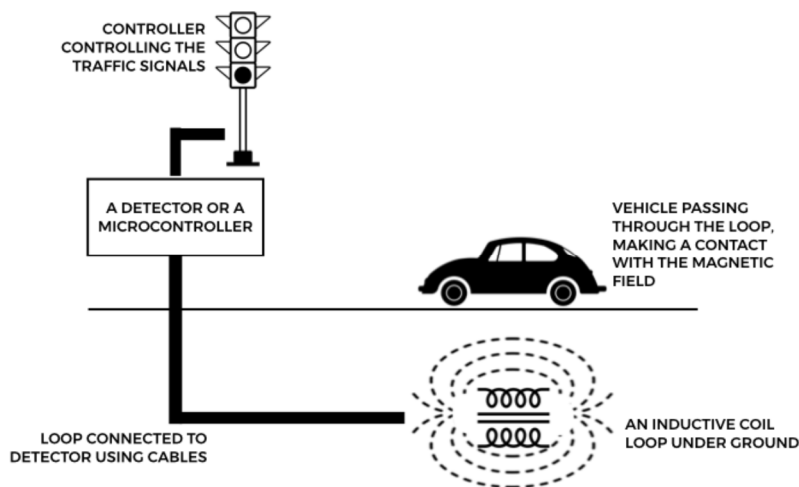 CONTROLLER
CONTROLLING THE
TRAFFIC SIGNALS
A DETECTOR OR A
MICROCONTROLLER
VEHICLE PASSING
THROUGH THE LOOP,
MAKING A CONTACT
WITH THE MAGNETIC
FIELD
LOOP CONNECTED TO
DETECTOR USING CABLES
AN INDUCTIVE COIL
LOOP UNDER GROUND